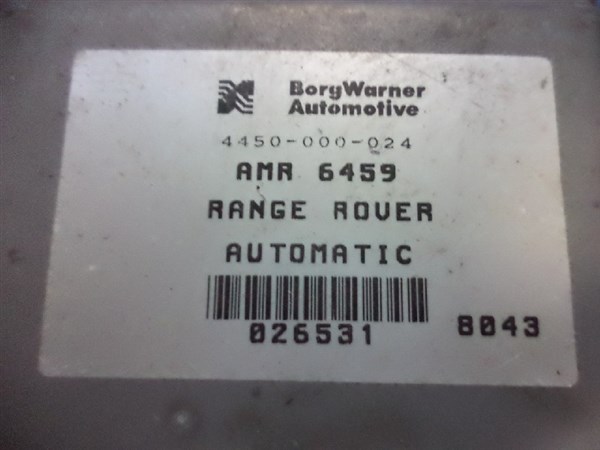 BorgWarner
Automotive
4450-000-024
AMR 6459
RANGE ROVER
AUTOMATIC
026531 8043